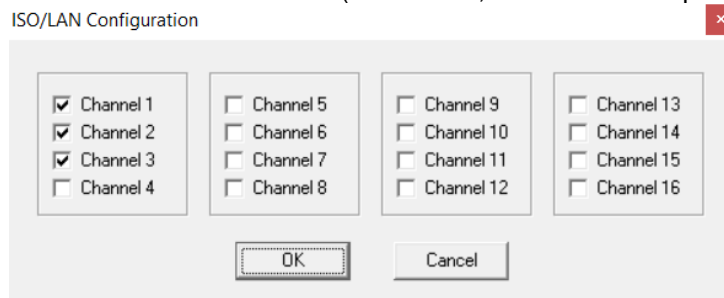 ISO/LAN Configuration
Channel 1
Channel 2
Channel 3
Channel 4
Channel 5
Channel 6
Channel 7
Channel 8
Channel 9
Channel 10
Channel 11
Channel 12
Channel 13
Channel 14
Channel 15
Channel 16
OK
Cancel